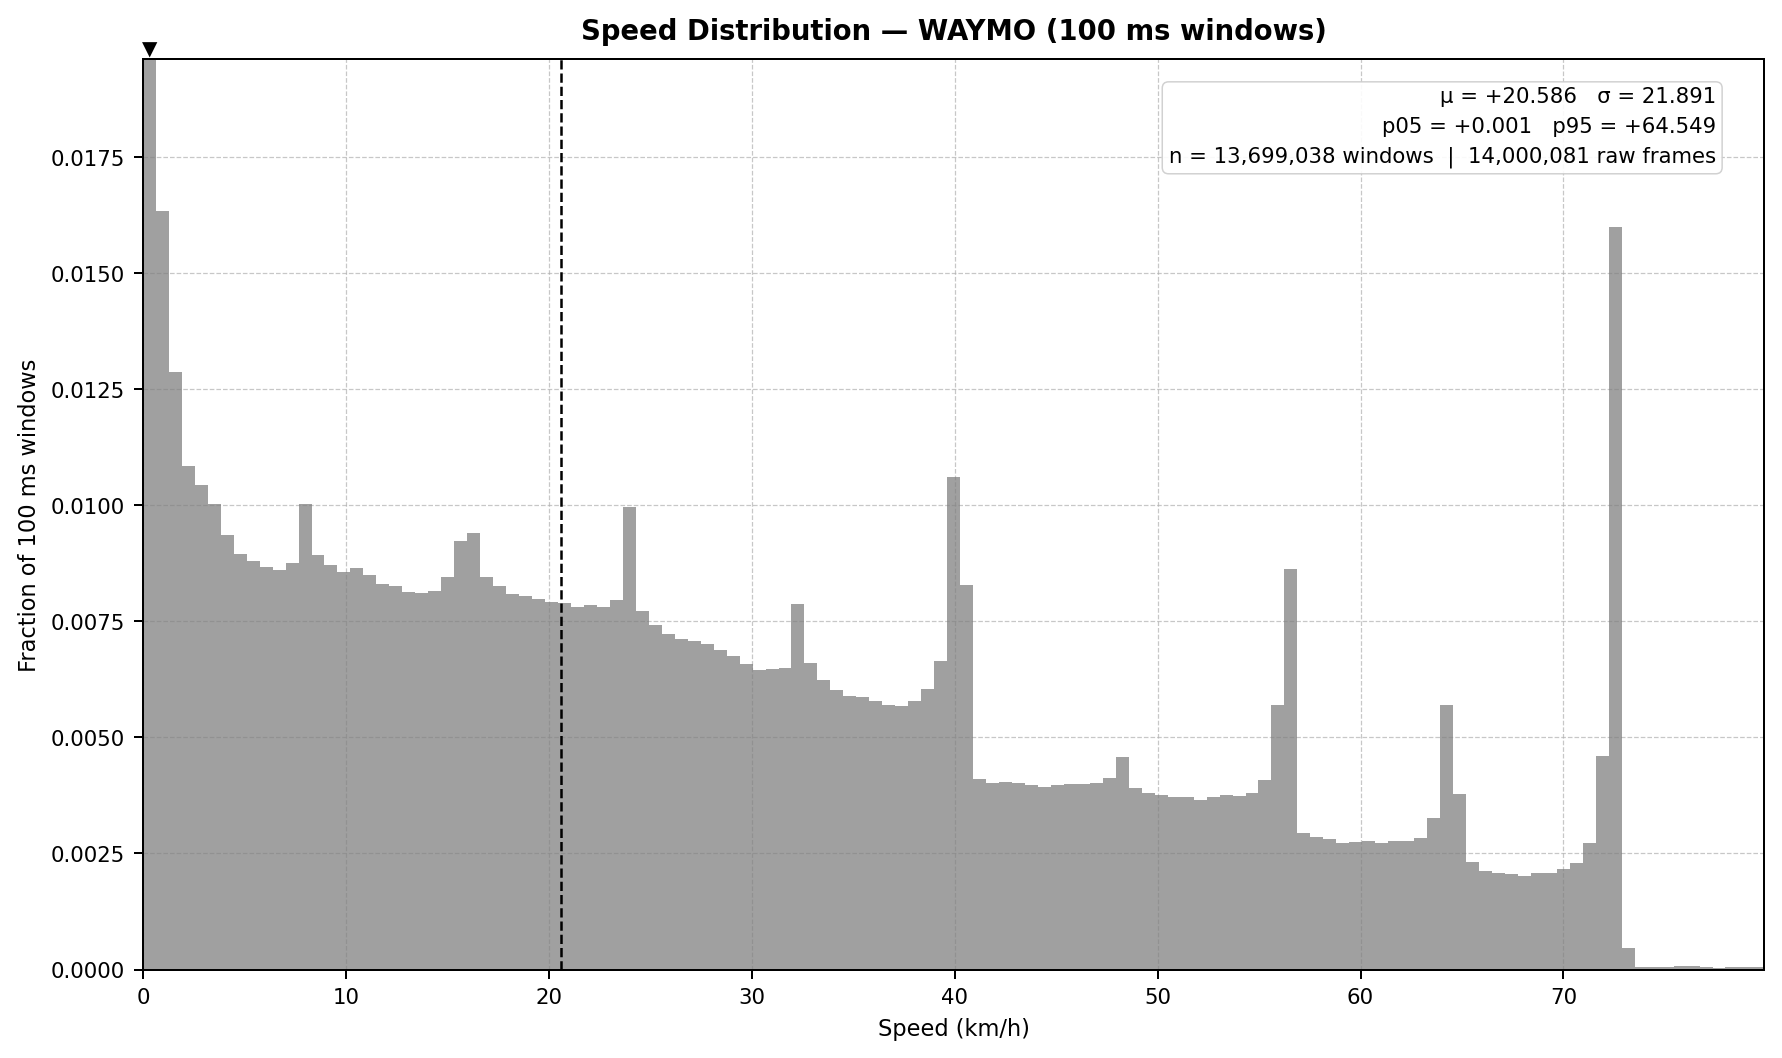 Speed Distribution — WAYMO (100 ms windows)
μ = +20.586   σ = 21.891
p05 = +0.001   p95 = +64.549
n = 13,699,038 windows  |  14,000,081 raw frames
Fraction of 100 ms windows
0.0175
0.0150
0.0125
0.0100
0.0075
0.0050
0.0025
0.0000
0 10 20 30 40 50 60 70
Speed (km/h)